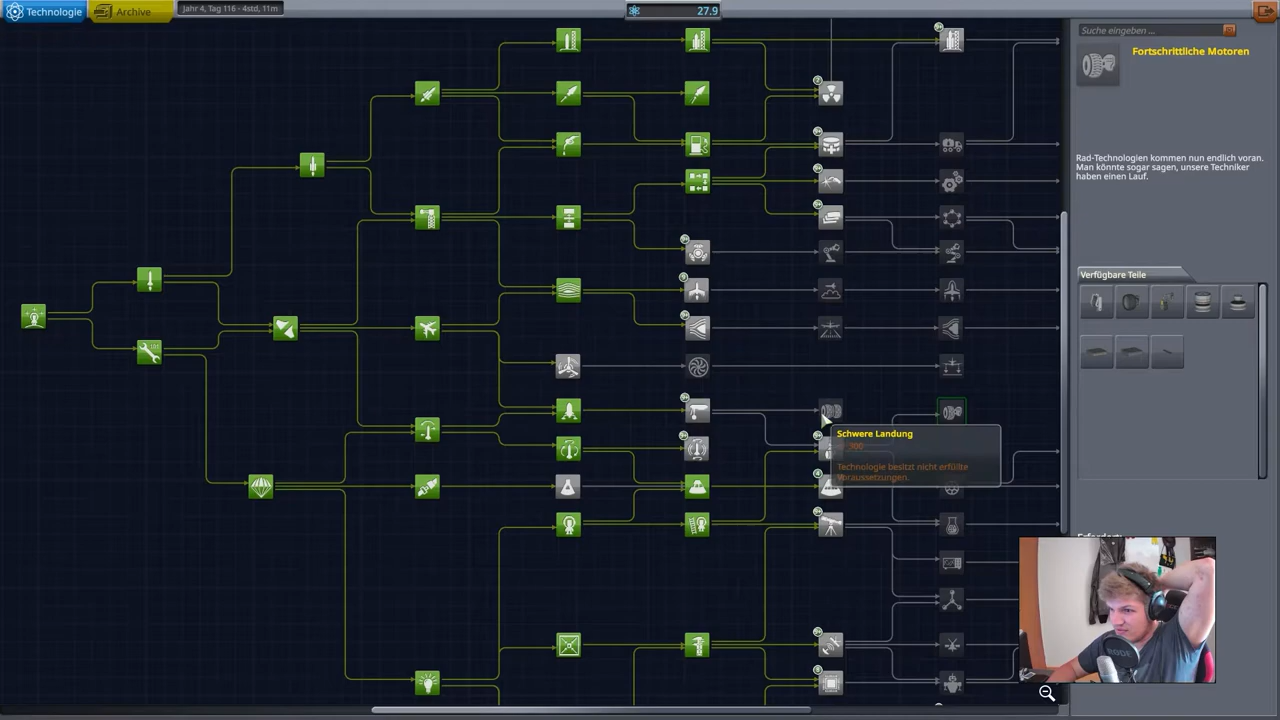 Technologie
Archive
Jahr 4, Tag 116 - 4std, 11m
27.9
Suche eingeben ...
Fortschrittliche Motoren
Rad-Technologien kommen nun endlich voran.
Man könnte sogar sagen, unsere Techniker
haben einen Lauf.
Verfügbare Teile
Schwere Landung
300
Technologie besitzt nicht erfüllte
Voraussetzungen.
RODE